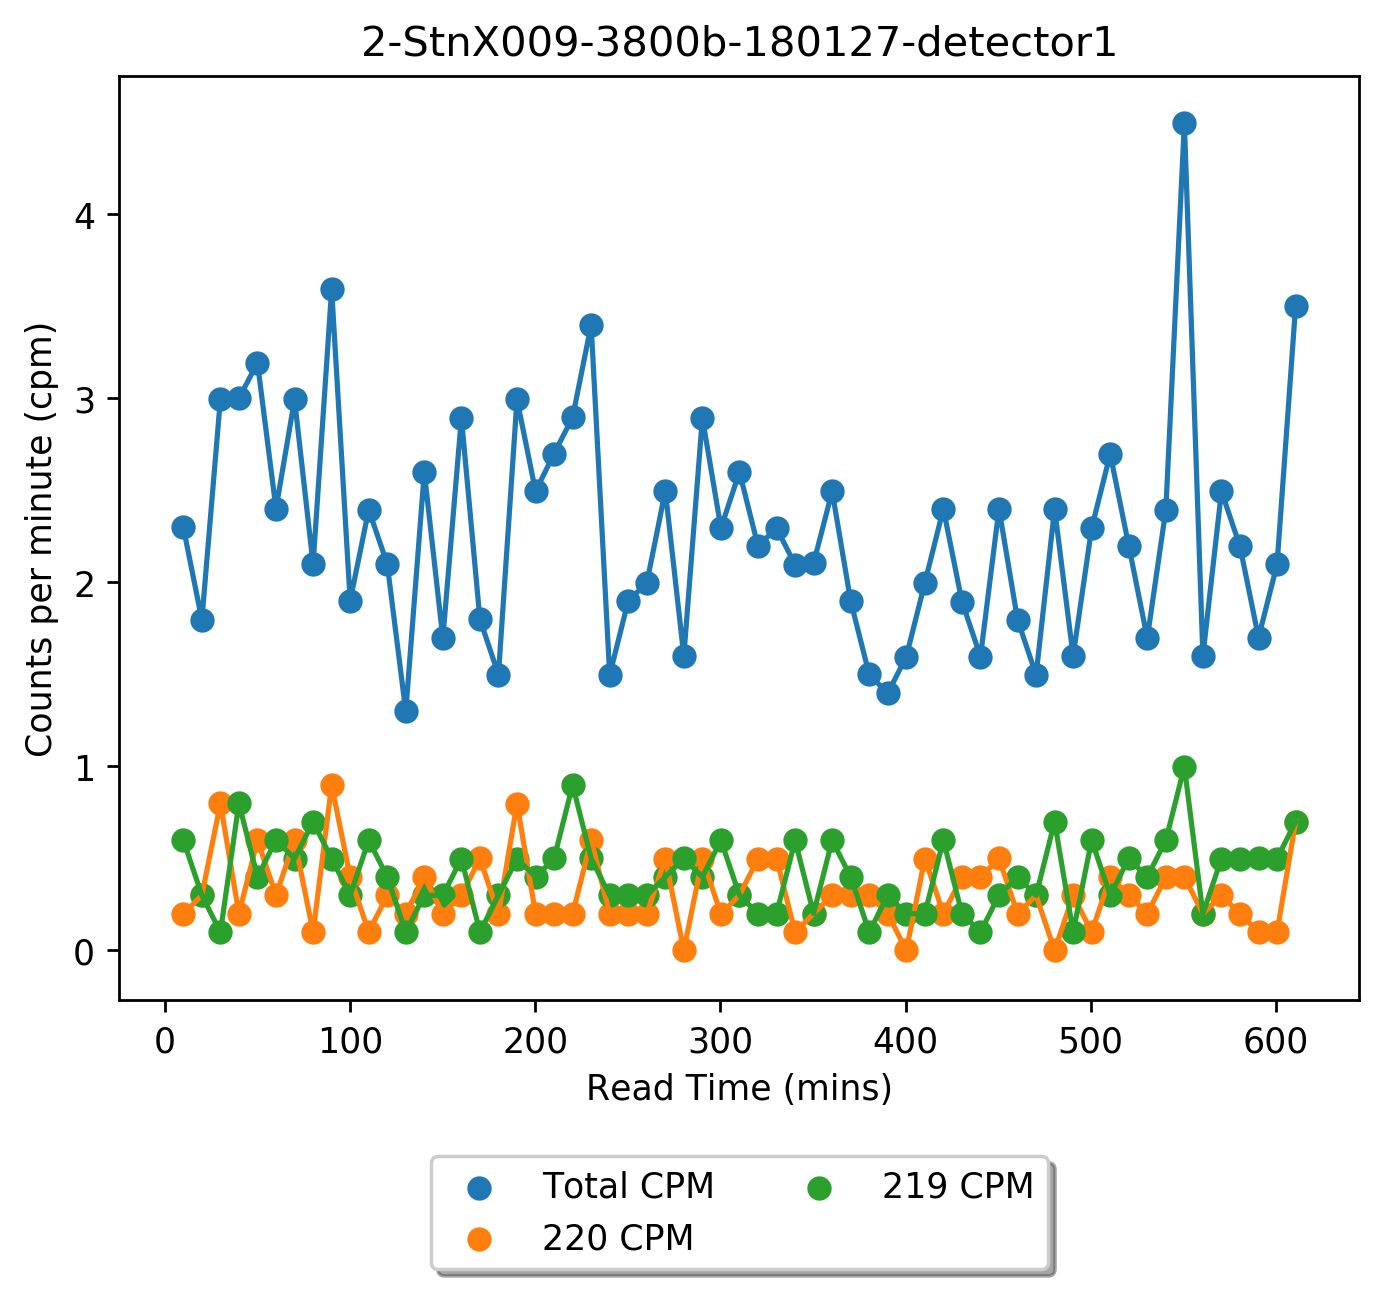 2-StnX009-3800b-180127-detector1
Counts per minute (cpm)
4
3
2
1
0
0 100 200 300 400 500 600
Read Time (mins)
Total CPM 219 CPM
220 CPM